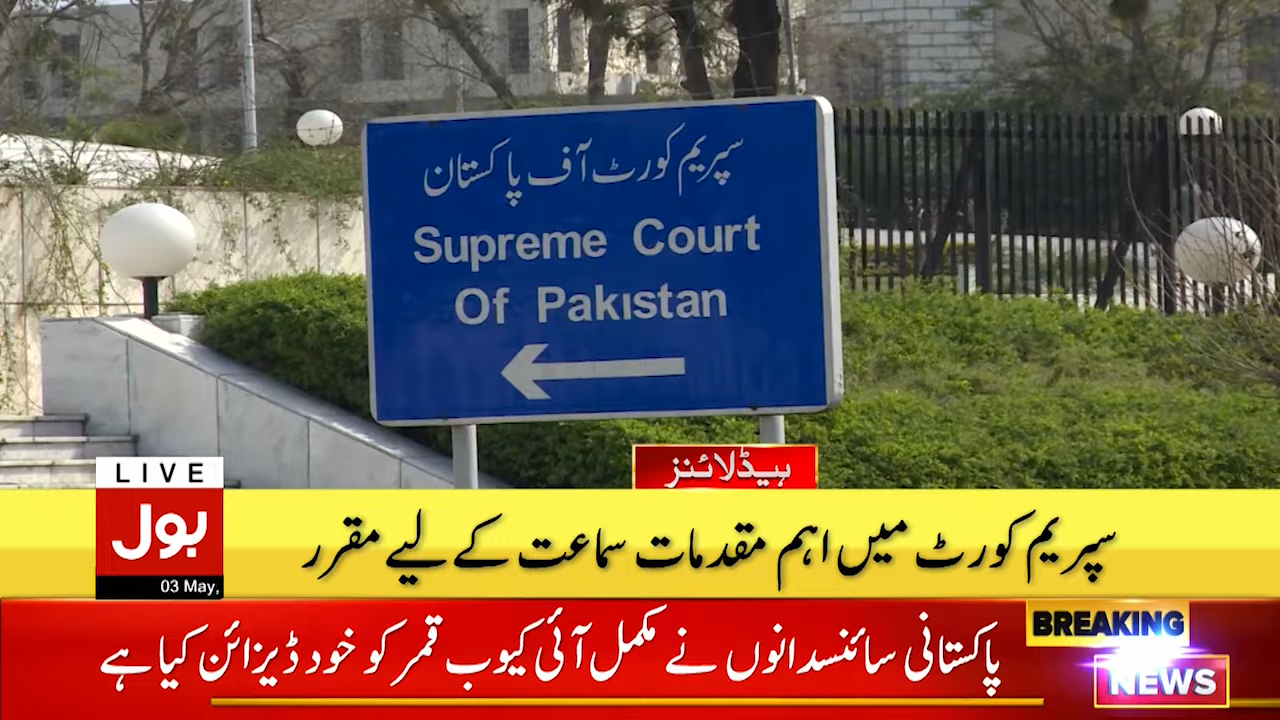 سپریم کورٹ آف پاکستان
Supreme Court
Of Pakistan
ہیڈلائنز
LIVE
بول
03 May,
سپریم کورٹ میں اہم مقدمات سماعت کے لیے مقرر
BREAKING
NEWS
پاکستانی سائنسدانوں نے مکمل آئی کیوب قمر کو خود ڈیزائن کیا ہے